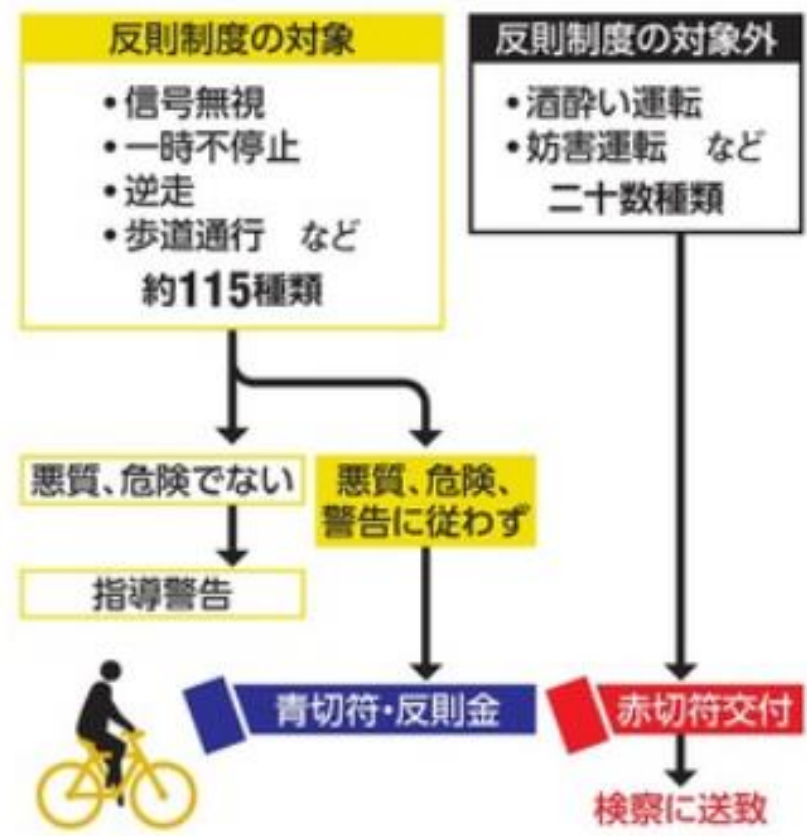 反則制度の対象
•信号無視
•一時不停止
•逆走
•歩道通行 など
約115種類
反則制度の対象外
•酒酔い運転
•妨害運転 など
二十数種類
悪質、危険でない
指導警告
悪質、危険、
警告に従わず
青切符・反則金
赤切符交付
検察に送致